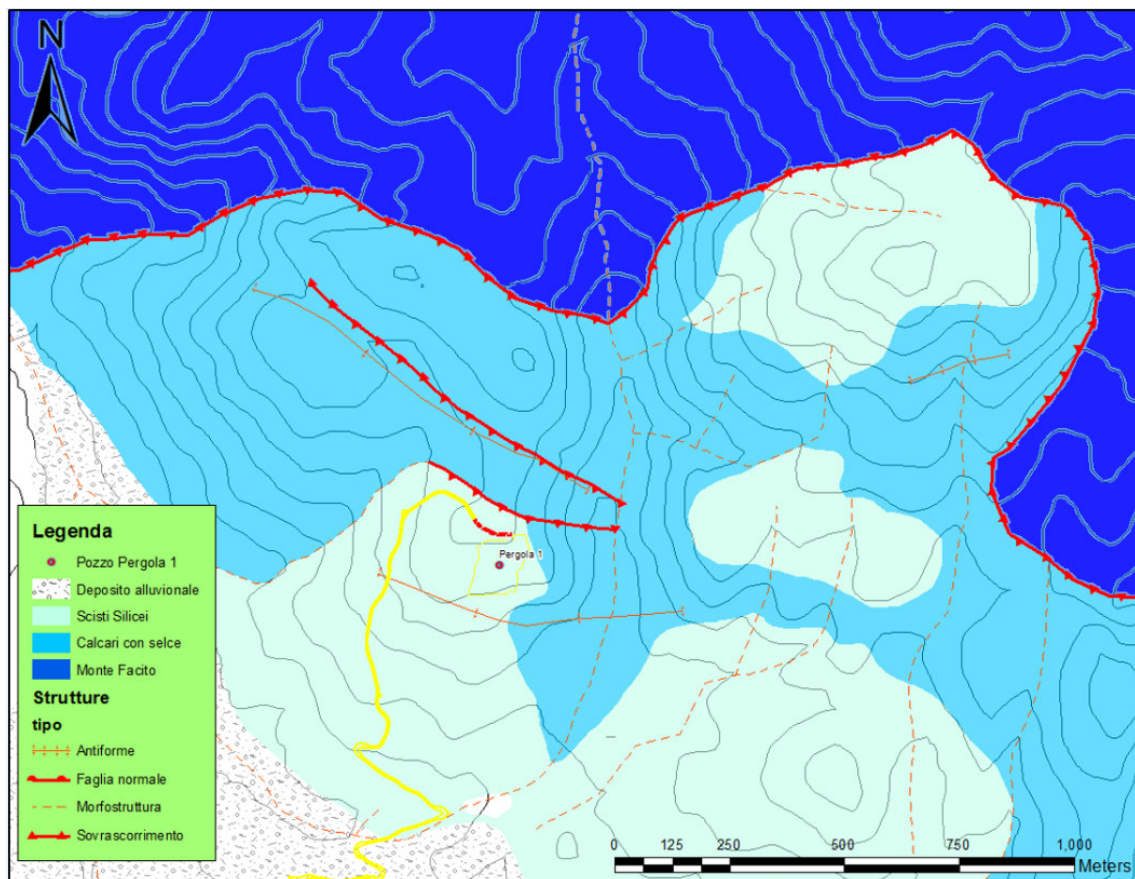 N
Pergola 1
Legenda
Pozzo Pergola 1
Deposito alluvionale
Scisti Silicei
Calcari con selce
Monte Facito
Strutture
tipo
Antiforme
Faglia normale
Morfostruttura
Sovrascorrimento
0 125 250 500 750 1,000
Meters